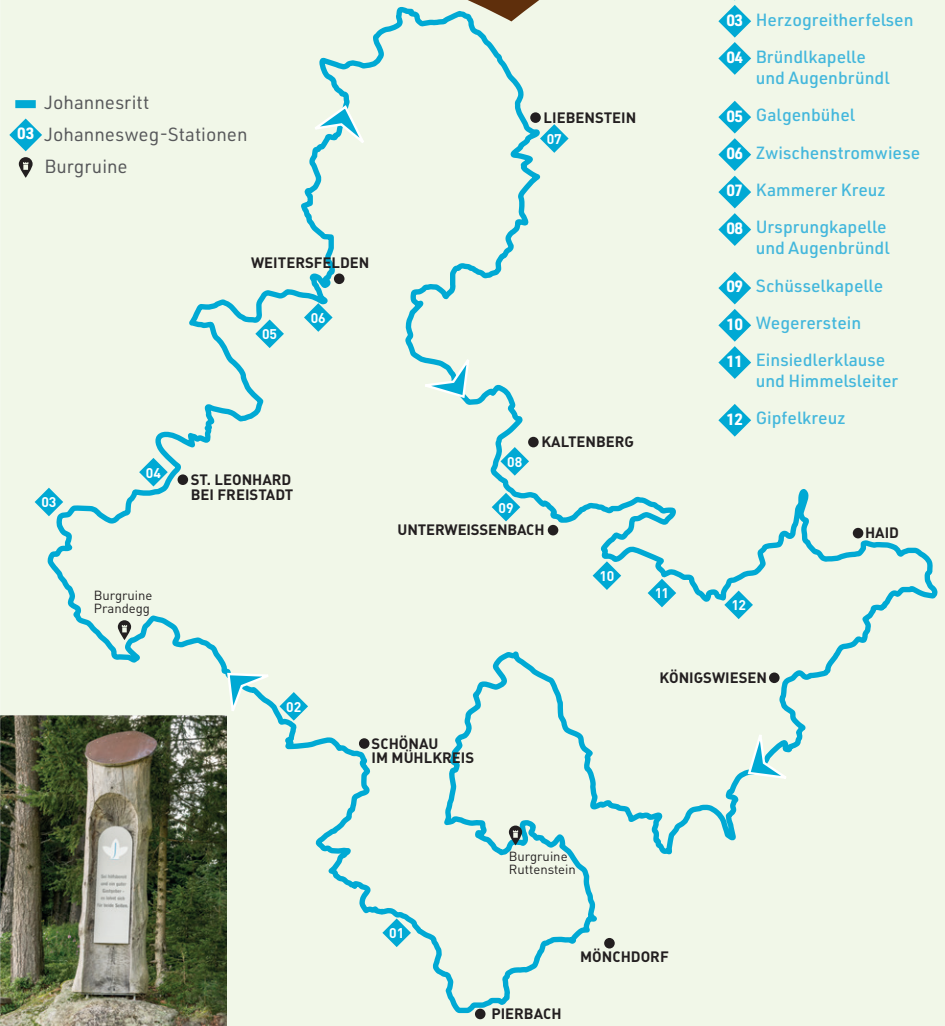 Johannesritt
03 Johannesweg-Stationen
Burgruine
03 Herzogreitherfelsen
04 Bründlkapelle
und Augenbründl
05 Galgenbühel
06 Zwischenstromwiese
07 Kammerer Kreuz
08 Ursprungkapelle
und Augenbründl
09 Schüsselkapelle
10 Wegererstein
11 Einsiedlerklause
und Himmelsleiter
12 Gipfelkreuz
LIEBENSTEIN
07
WEITERSFELDEN
06
05
KALTENBERG
08
04
ST. LEONHARD
BEI FREISTADT
03
09
UNTERWEISSENBACH
HAID
10
11
12
Burgruine
Prandegg
KÖNIGSWIESEN
02
SCHÖNAU
IM MÜHLKREIS
Burgruine
Ruttenstein
01
MÖNCHDORF
PIERBACH